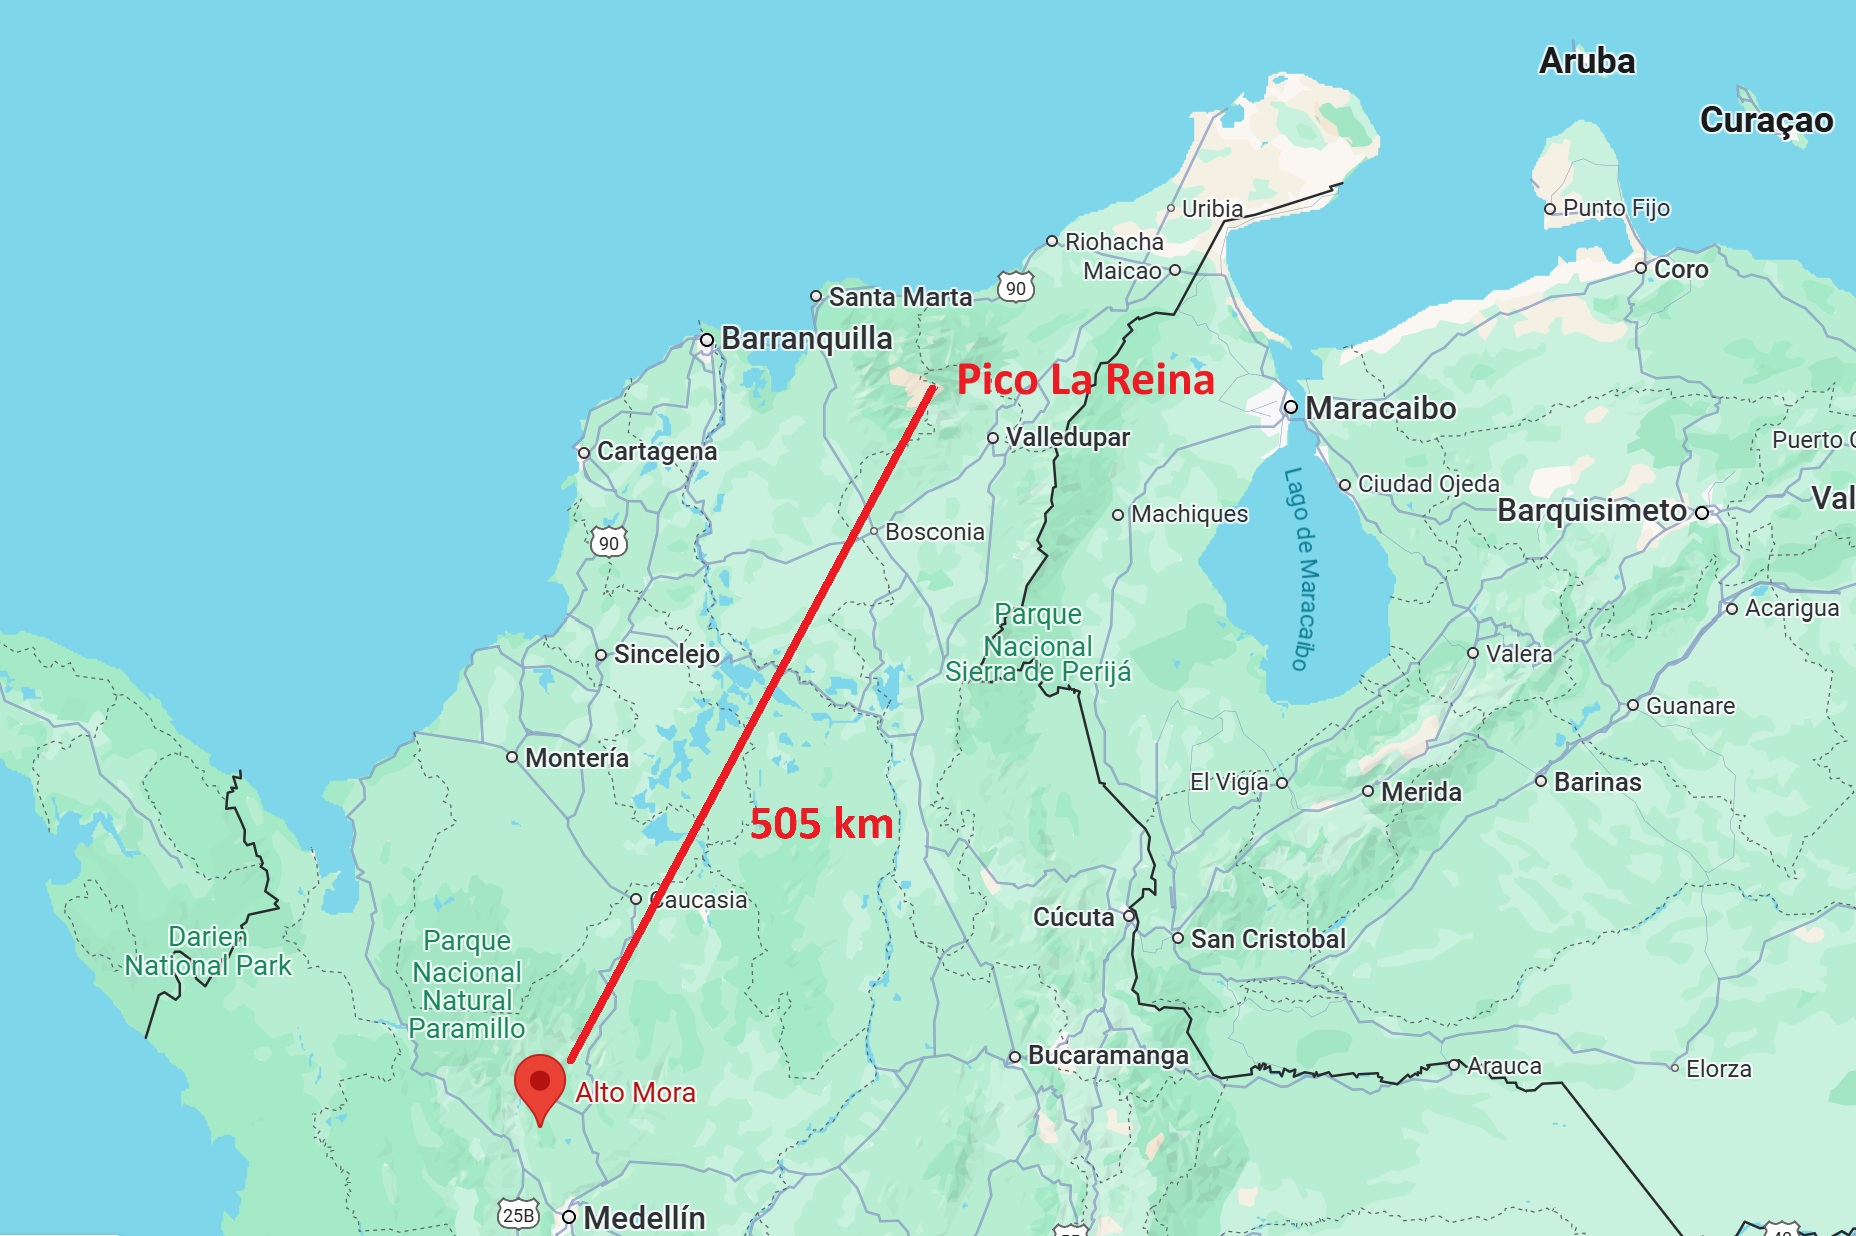 Aruba
Curaçao
Uribia
Punto Fijo
Riohacha
Maicao
Coro
90
Santa Marta
Barranquilla
Pico La Reina
Maracaibo
Valledupar
Puerto C
Cartagena
Lago de Maracaibo
Ciudad Ojeda
Val
Barquisimeto
Machiques
Bosconia
90
Acarigua
Parque
Nacional
Sierra de Perijá
Sincelejo
Valera
Guanare
Montería
El Vigía
Merida
Barinas
505 km
Caucasia
Cúcuta
San Cristobal
Darien
National Park
Parque
Nacional
Natural
Paramillo
Bucaramanga
Arauca
Elorza
Alto Mora
25B
Medellín